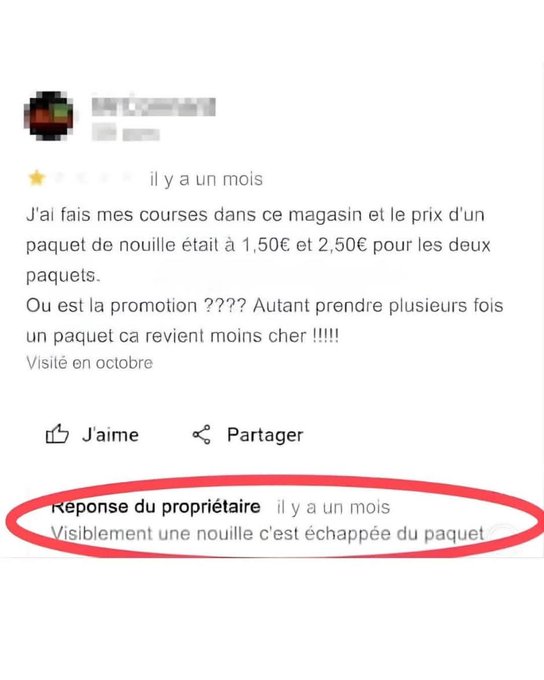 il y a un mois
J'ai fais mes courses dans ce magasin et le prix d'un
paquet de nouille était à 1,50€ et 2,50€ pour les deux
paquets.
Ou est la promotion ???? Autant prendre plusieurs fois
un paquet ca revient moins cher !!!!!
Visité en octobre
J'aime Partager
Réponse du propriétaire il y a un mois
Visiblement une nouille c'est échappée du paquet